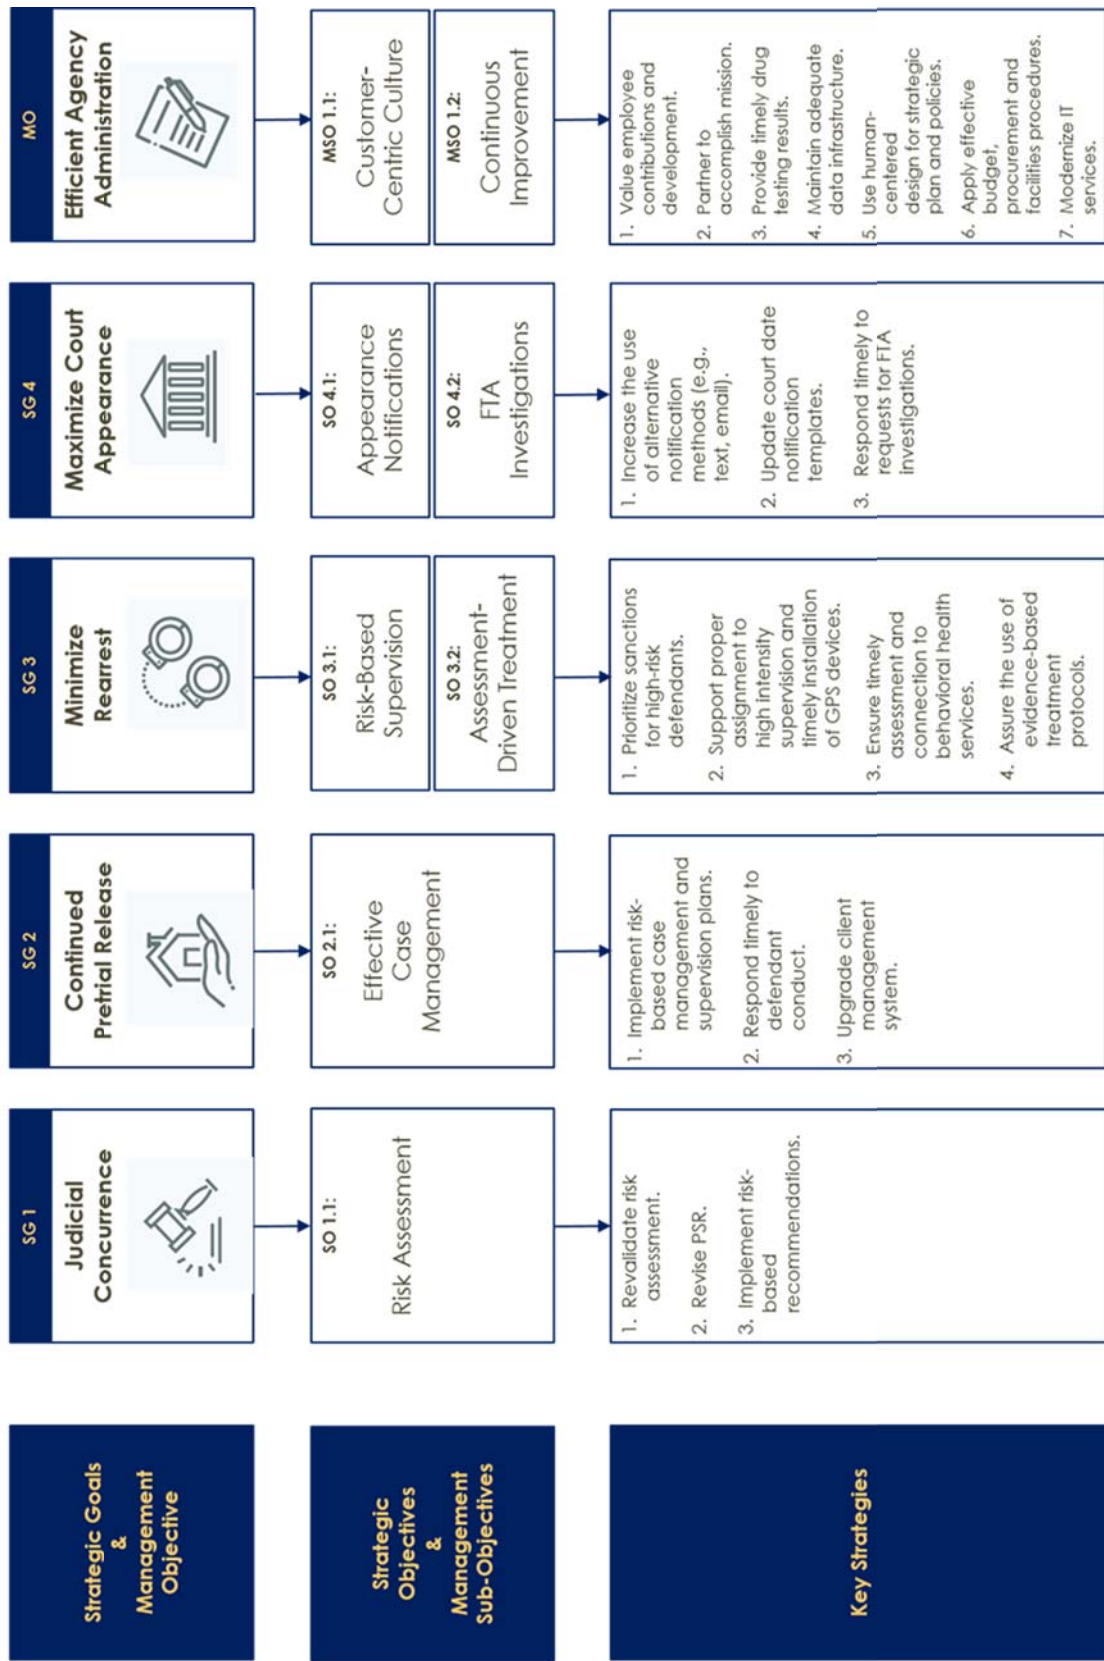 Strategic Goals
&
Management
Objective
SG 1
Judicial
Concurrence
SG 2
Continued
Pretrial Release
SG 3
Minimize
Rearrest
SG 4
Maximize Court
Appearance
MO
Efficient Agency
Administration
Strategic
Objectives
&
Management
Sub-Objectives
SO 1.1:
Risk Assessment
SO 2.1:
Effective
Case
Management
SO 3.1:
Risk-Based
Supervision
SO 3.2:
Assessment-
Driven Treatment
SO 4.1:
Appearance
Notifications
SO 4.2:
FTA
Investigations
MSO 1.1:
Customer-
Centric Culture
MSO 1.2:
Continuous
Improvement
Key Strategies
1. Revalidate risk
assessment.
2. Revise PSR.
3. Implement risk-
based
recommendations.
1. Implement risk-
based case
management and
supervision plans.
2. Respond timely to
defendant
conduct.
3. Upgrade client
management
system.
1. Prioritize sanctions
for high-risk
defendants.
2. Support proper
assignment to
high intensity
supervision and
timely installation
of GPS devices.
3. Ensure timely
assessment and
connection to
behavioral health
services.
4. Assure the use of
evidence-based
treatment
protocols.
1. Increase the use
of alternative
notification
methods (e.g.,
text, email).
2. Update court date
notification
templates.
3. Respond timely to
requests for FTA
investigations.
1. Value employee
contributions and
development.
2. Partner to
accomplish mission.
3. Provide timely drug
testing results.
4. Maintain adequate
data infrastructure.
5. Use human-
centered
design for strategic
plan and policies.
6. Apply effective
budget,
procurement and
facilities procedures.
7. Modernize IT
services.